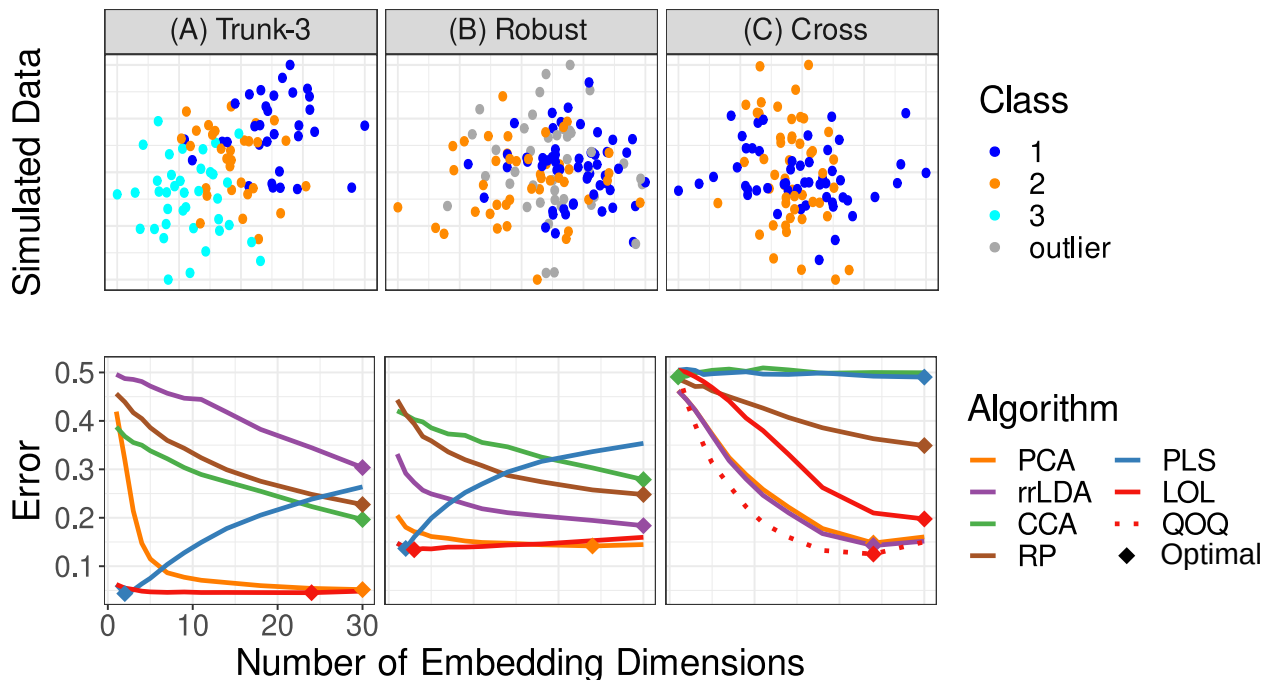 (A) Trunk-3
(B) Robust
(C) Cross
Simulated Data
Class
1
2
3
outlier
Error
0.5
0.4
0.3
0.2
0.1
0
10
20
30
Number of Embedding Dimensions
Algorithm
PCA
rrLDA
CCA
RP
PLS
LOL
QOQ
Optimal